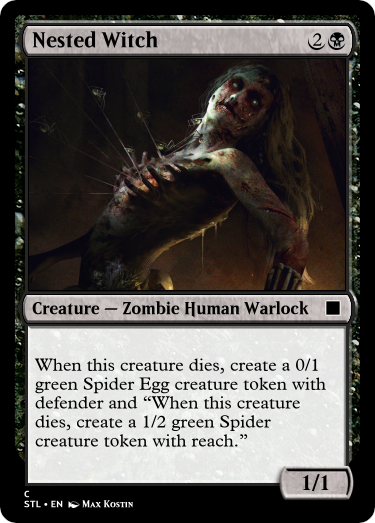 Nested Witch 2
Creature — Zombie Human Warlock
When this creature dies, create a 0/1
green Spider Egg creature token with
defender and “When this creature
dies, create a 1/2 green Spider
creature token with reach.”
1/1
C
STL • EN Max Kostin